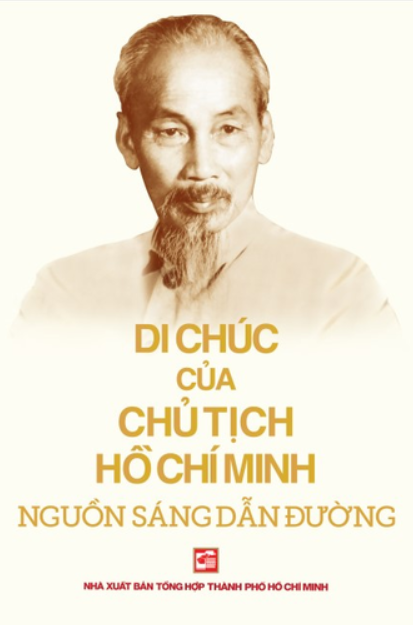 DI CHÚC
CỦA
CHỦ TỊCH
HỒ CHÍ MINH
NGUỒN SÁNG DẪN ĐƯỜNG
NHÀ XUẤT BẢN TỔNG HỢP THÀNH PHỐ HỒ CHÍ MINH